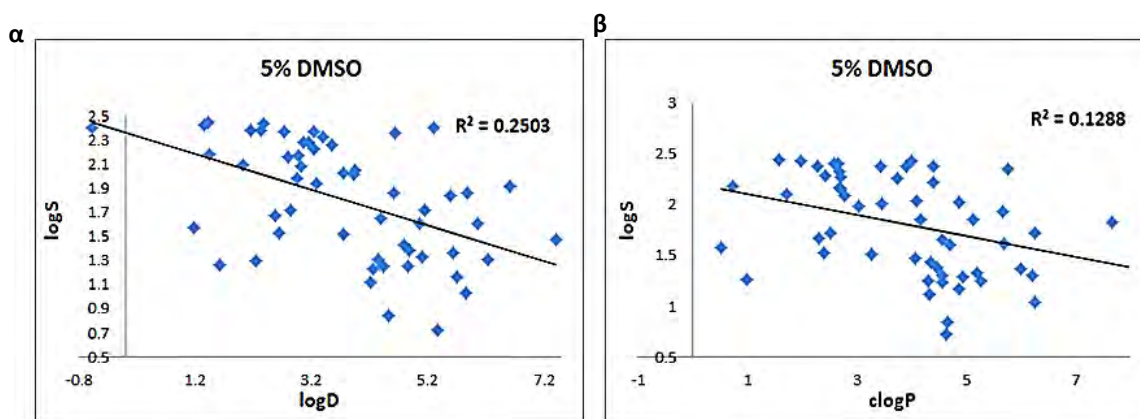 α
5% DMSO
R² = 0.2503
2.5
2.3
2.1
1.9
1.7
1.5
1.3
1.1
0.9
0.7
0.5
logS
-0.8 1.2 3.2 5.2 7.2
logD
β
5% DMSO
R² = 0.1288
3
2.5
2
1.5
1
0.5
logS
-1 1 3 5 7
clogP